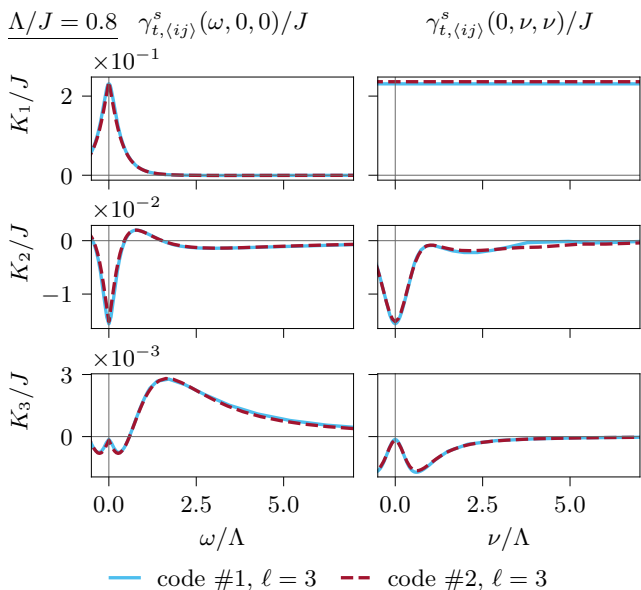 Λ/J = 0.8 γ^s_{t,⟨ij⟩}(ω, 0, 0)/J γ^s_{t,⟨ij⟩}(0, ν, ν)/J
×10^{−1}
K_1/J
2
0
×10^{−2}
K_2/J
0
−1
×10^{−3}
K_3/J
3
0
0.0 2.5 5.0 0.0 2.5 5.0
ω/Λ ν/Λ
code #1, ℓ = 3 code #2, ℓ = 3